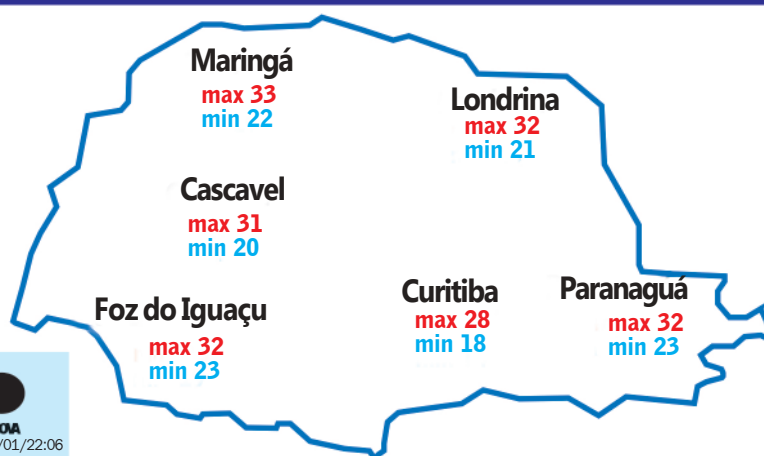 Maringá
max 33
min 22
Londrina
max 32
min 21
Cascavel
max 31
min 20
Foz do Iguaçu
max 32
min 23
Curitiba
max 28
min 18
Paranaguá
max 32
min 23
/01/22:06